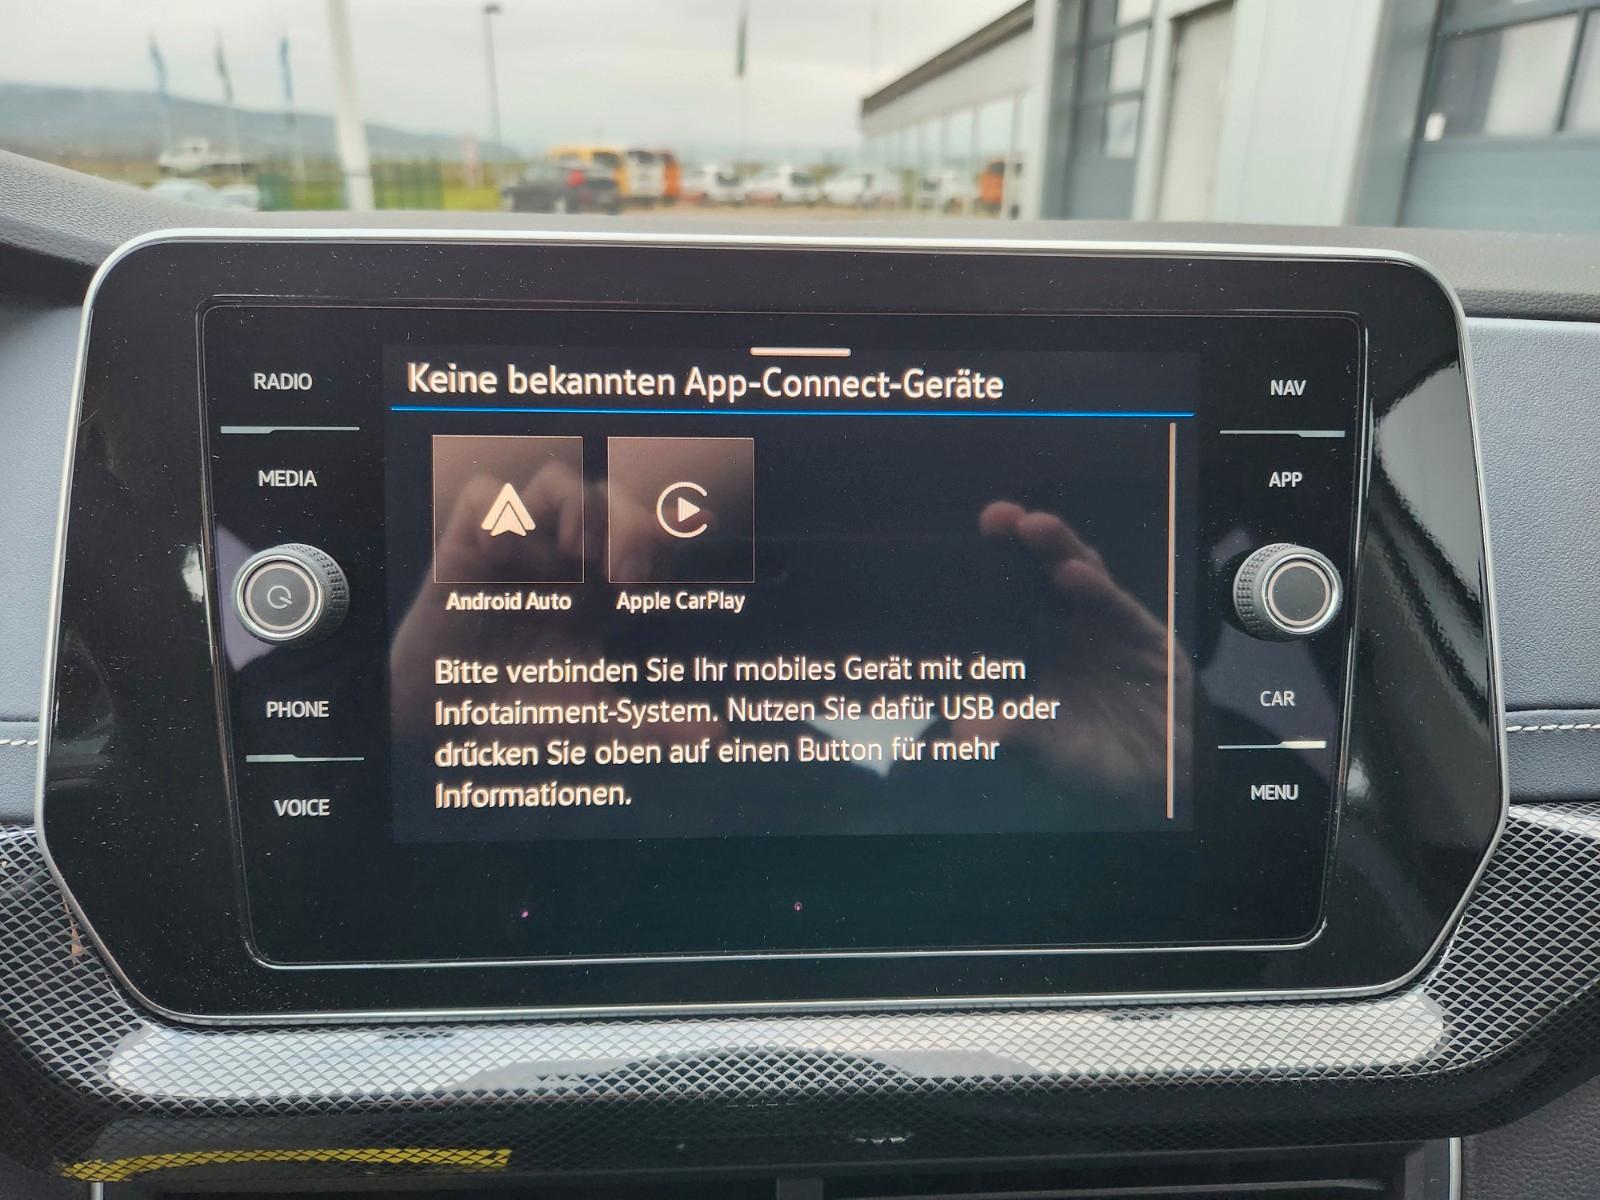 Keine bekannten App-Connect-Geräte
RADIO
MEDIA
PHONE
VOICE
Android Auto
Apple CarPlay
Bitte verbinden Sie Ihr mobiles Gerät mit dem
Infotainment-System. Nutzen Sie dafür USB oder
drücken Sie oben auf einen Button für mehr
Informationen.
NAV
APP
CAR
MENU